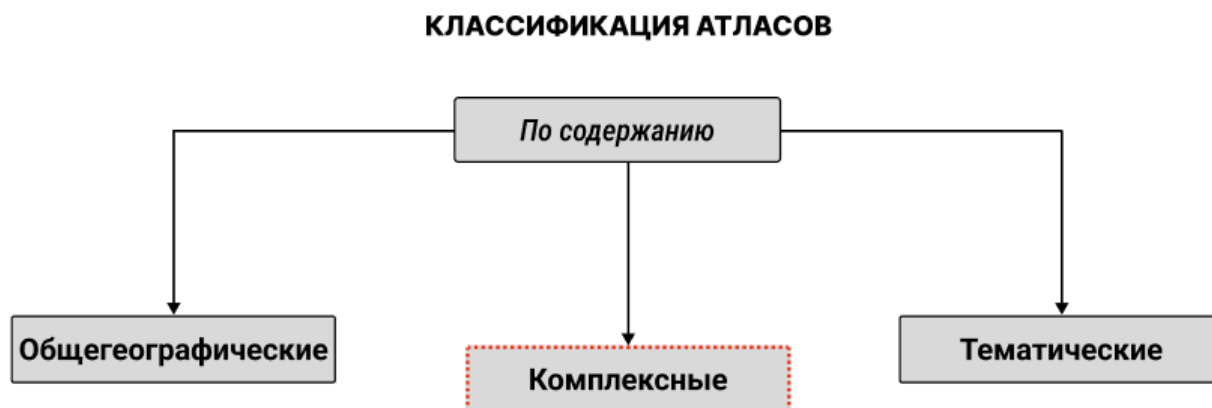 КЛАССИФИКАЦИЯ АТЛАСОВ
По содержанию
Общегеографические
Комплексные
Тематические